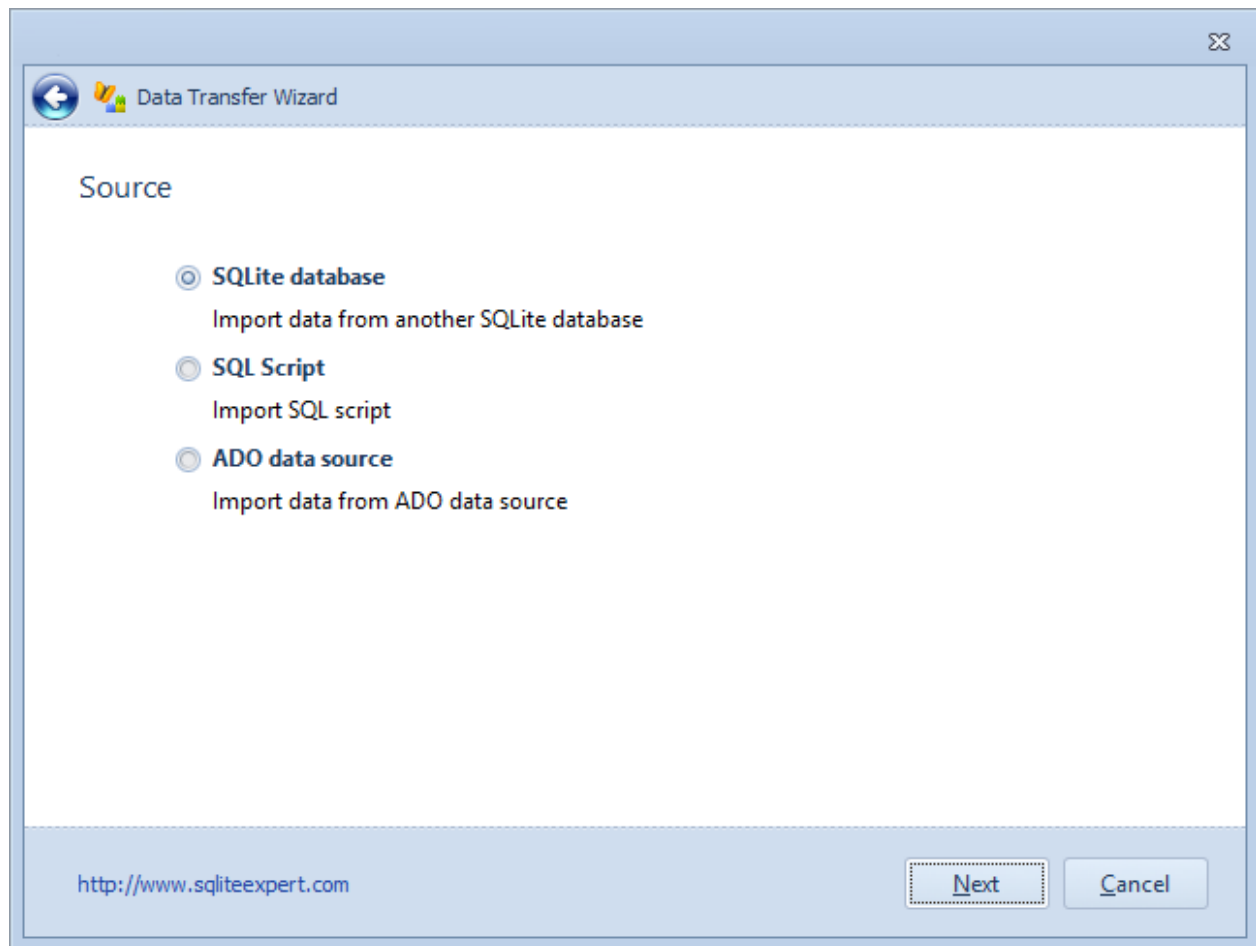 Data Transfer Wizard
Source
SQLite database
Import data from another SQLite database
SQL Script
Import SQL script
ADO data source
Import data from ADO data source
http://www.sqliteexpert.com
Next
Cancel